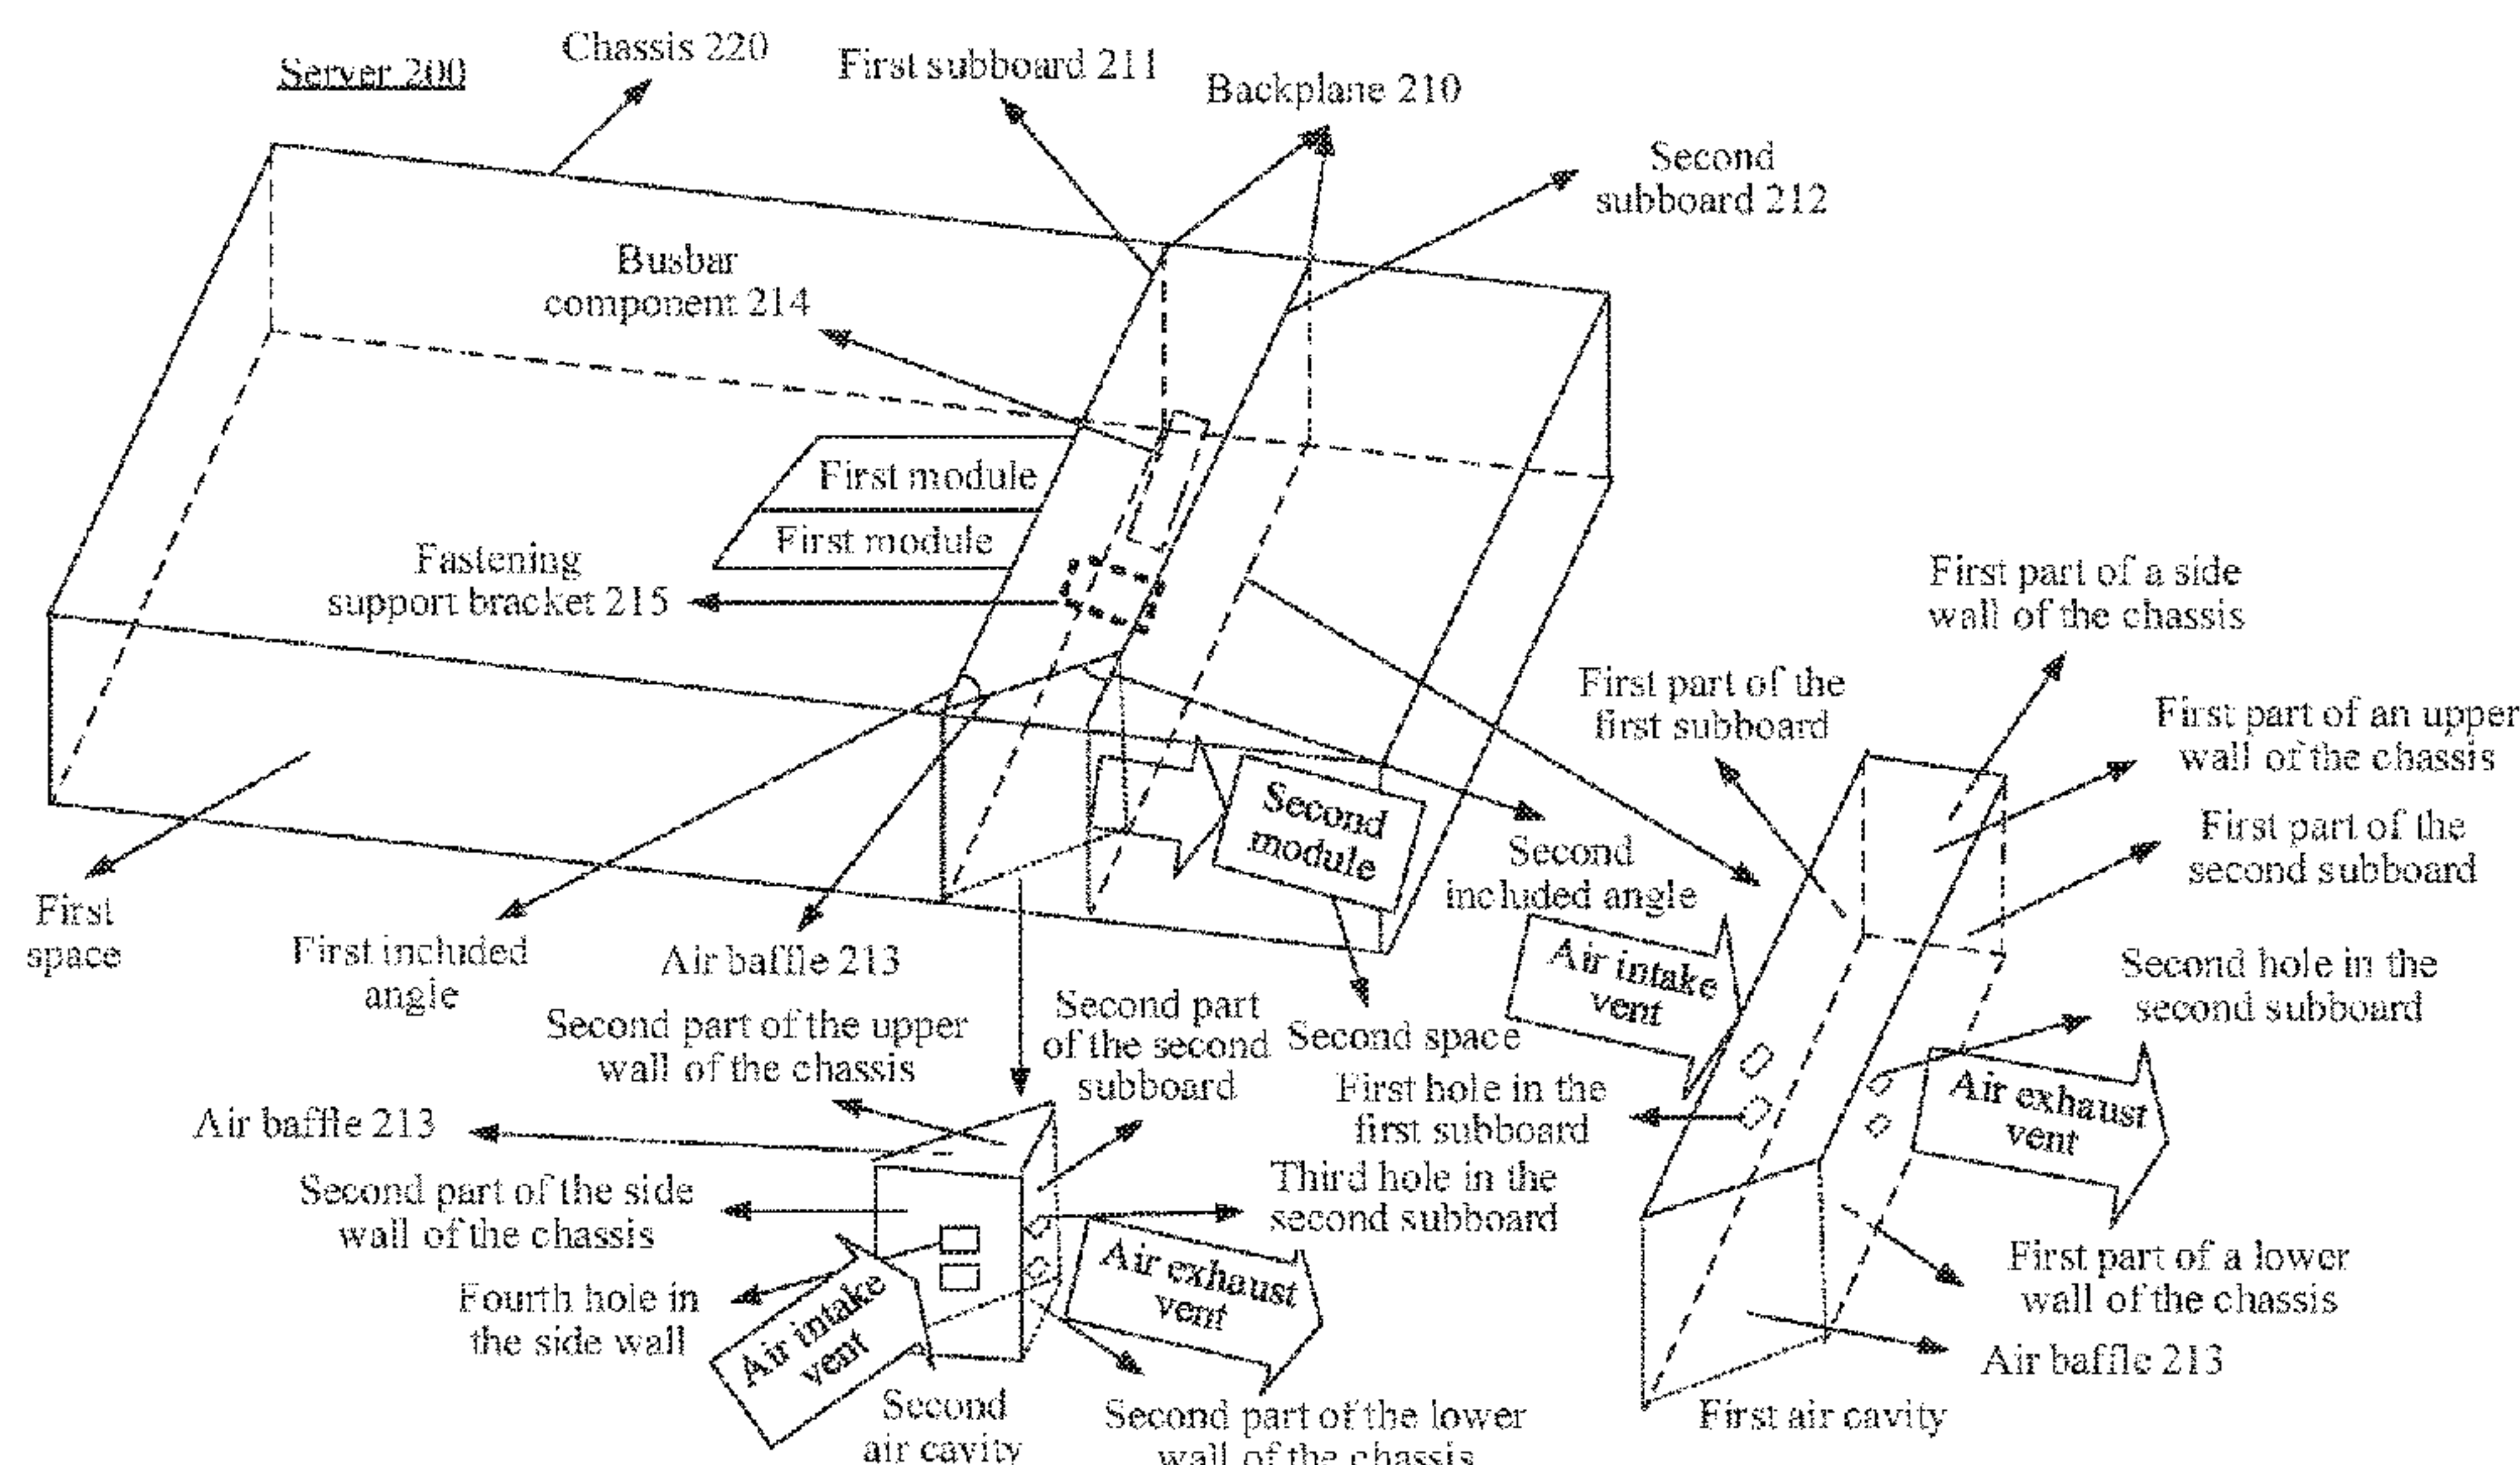 Server 200
Chassis 220
First subboard 211
Backplane 210
Second
subboard 212
Busbar
component 214
First module
First module
Fastening
support bracket 215
First part of a side
wall of the chassis
First part of the
first subboard
First part of an upper
wall of the chassis
Second
module
Second
included angle
First part of the
second subboard
First
space
First included
angle
Air baffle 213
Air intake
vent
Second hole in the
second subboard
Second part of the upper
wall of the chassis
Second part
of the second
subboard
Second space
First hole in the
first subboard
Air exhaust
vent
Air baffle 213
Second part of the side
wall of the chassis
Third hole in the
second subboard
Fourth hole in
the side wall
Air intake
vent
Air exhaust
vent
First part of a lower
wall of the chassis
Air baffle 213
Second
air cavity
Second part of the lower
wall of the chassis
First air cavity